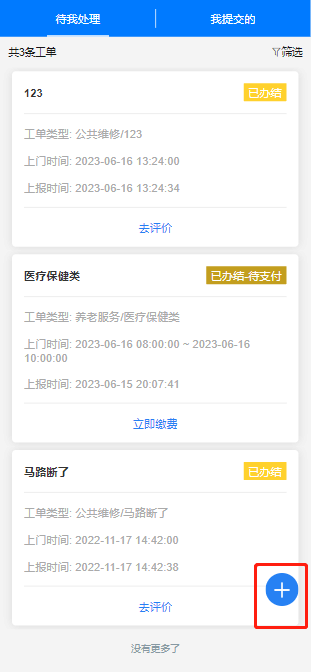 待我处理
我提交的
共3条工单
筛选
123
已办结
工单类型: 公共维修/123
上门时间: 2023-06-16 13:24:00
上报时间: 2023-06-16 13:24:34
去评价
医疗保健类
已办结-待支付
工单类型: 养老服务/医疗保健类
上门时间: 2023-06-16 08:00:00 ~ 2023-06-16
10:00:00
上报时间: 2023-06-15 20:07:41
立即缴费
马路断了
已办结
工单类型: 公共维修/马路断了
上门时间: 2022-11-17 14:42:00
上报时间: 2022-11-17 14:42:38
去评价
没有更多了